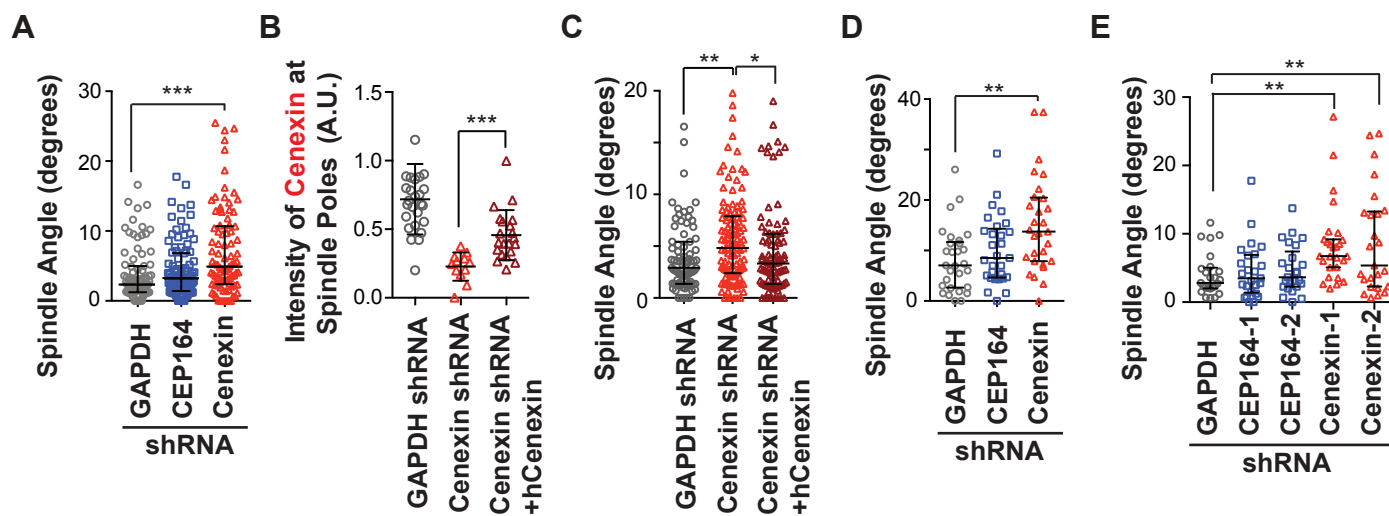 A
Spindle Angle (degrees)
30
20
10
0
***
GAPDH
CEP164
Cenexin
shRNA
B
Intensity of Cenexin at
Spindle Poles (A.U.)
1.5
1.0
0.5
0.0
***
GAPDH shRNA
Cenexin shRNA
Cenexin shRNA
+hCenexin
C
Spindle Angle (degrees)
20
10
0
**
*
GAPDH shRNA
Cenexin shRNA
Cenexin shRNA
+hCenexin
D
Spindle Angle (degrees)
40
20
0
**
GAPDH
CEP164
Cenexin
shRNA
E
Spindle Angle (degrees)
30
20
10
0
**
**
GAPDH
CEP164-1
CEP164-2
Cenexin-1
Cenexin-2
shRNA